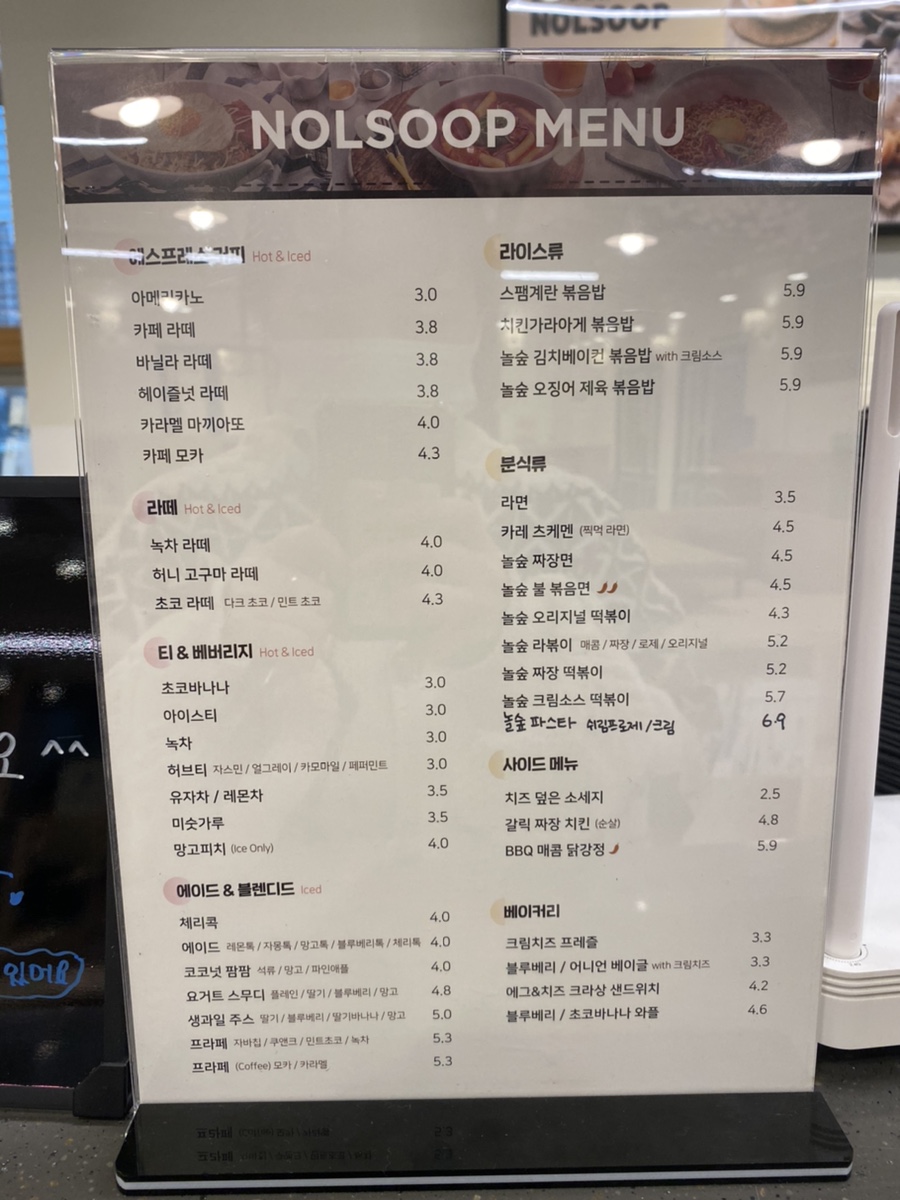 NOLSOOP
NOLSOOP MENU
에스프레소커피 Hot & Iced
아메리카노 3.0
카페 라떼 3.8
바닐라 라떼 3.8
헤이즐넛 라떼 3.8
카라멜 마끼아또 4.0
카페 모카 4.3
라떼 Hot & Iced
녹차 라떼 4.0
허니 고구마 라떼 4.0
초코 라떼 다크 초코 / 민트 초코 4.3
티 & 베버리지 Hot & Iced
초코바나나 3.0
아이스티 3.0
녹차 3.0
허브티 자스민 / 얼그레이 / 카모마일 / 페퍼민트 3.0
유자차 / 레몬차 3.5
미숫가루 3.5
망고피치 (Ice Only) 4.0
에이드 & 블렌디드 Iced
체리콕 4.0
에이드 레몬톡 / 자몽톡 / 망고톡 / 블루베리톡 / 체리톡 4.0
코코넛 팜팜 석류 / 망고 / 파인애플 4.0
요거트 스무디 플레인 / 딸기 / 블루베리 / 망고 4.8
생과일 주스 딸기 / 블루베리 / 딸기바나나 / 망고 5.0
프라페 자바칩 / 쿠앤크 / 민트초코 / 녹차 5.3
프라페 (Coffee) 모카 / 카라멜 5.3
라이스류
스팸계란 볶음밥 5.9
치킨가라아게 볶음밥 5.9
놀숲 김치베이컨 볶음밥 with 크림소스 5.9
놀숲 오징어 제육 볶음밥 5.9
분식류
라면 3.5
카레 츠케멘 (찍먹 라면) 4.5
놀숲 짜장면 4.5
놀숲 불 볶음면 4.5
놀숲 오리지널 떡볶이 4.3
놀숲 라볶이 매콤 / 짜장 / 로제 / 오리지널 5.2
놀숲 짜장 떡볶이 5.2
놀숲 크림소스 떡볶이 5.7
놀숲 파스타 쉬림프로제/크림 6.9
사이드 메뉴
치즈 덮은 소세지 2.5
갈릭 짜장 치킨 (순살) 4.8
BBQ 매콤 닭강정 5.9
베이커리
크림치즈 프레즐 3.3
블루베리 / 어니언 베이글 with 크림치즈 3.3
에그&치즈 크라상 샌드위치 4.2
블루베리 / 초코바나나 와플 4.6
요 ^^
있어요